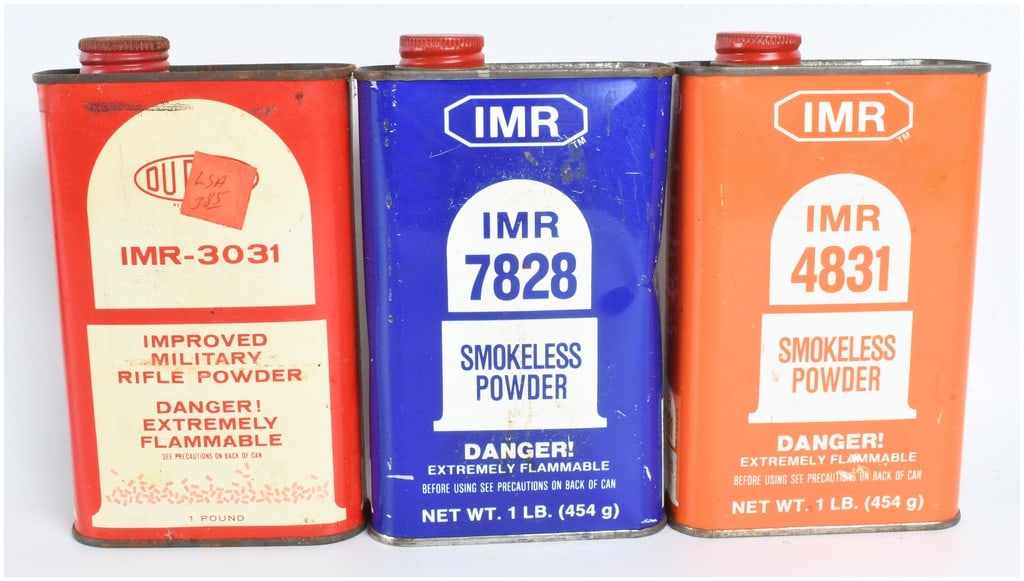 DU
LSA
385
IMR-3031
IMPROVED
MILITARY
RIFLE POWDER
DANGER!
EXTREMELY
FLAMMABLE
SEE PRECAUTIONS ON BACK OF CAN
1 POUND
IMR
TM
IMR
7828
SMOKELESS
POWDER
DANGER!
EXTREMELY FLAMMABLE
BEFORE USING SEE PRECAUTIONS ON BACK OF CAN
NET WT. 1 LB. (454 g)
IMR
TM
IMR
4831
SMOKELESS
POWDER
DANGER!
EXTREMELY FLAMMABLE
BEFORE USING SEE PRECAUTIONS ON BACK OF CAN
NET WT. 1 LB. (454 g)